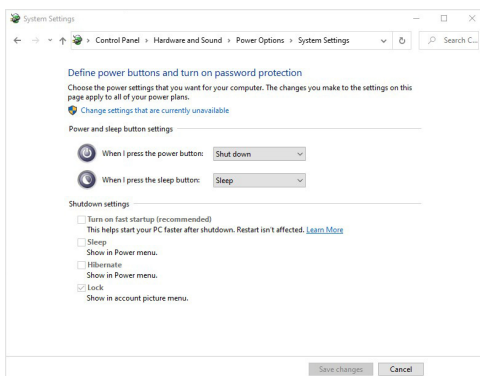 System Settings
Control Panel > Hardware and Sound > Power Options > System Settings
Search C...
Define power buttons and turn on password protection
Choose the power settings that you want for your computer. The changes you make to the settings on this
page apply to all of your power plans.
Change settings that are currently unavailable
Power and sleep button settings
When I press the power button: Shut down
When I press the sleep button: Sleep
Shutdown settings
Turn on fast startup (recommended)
This helps start your PC faster after shutdown. Restart isn't affected. Learn More
Sleep
Show in Power menu.
Hibernate
Show in Power menu.
Lock
Show in account picture menu.
Save changes Cancel